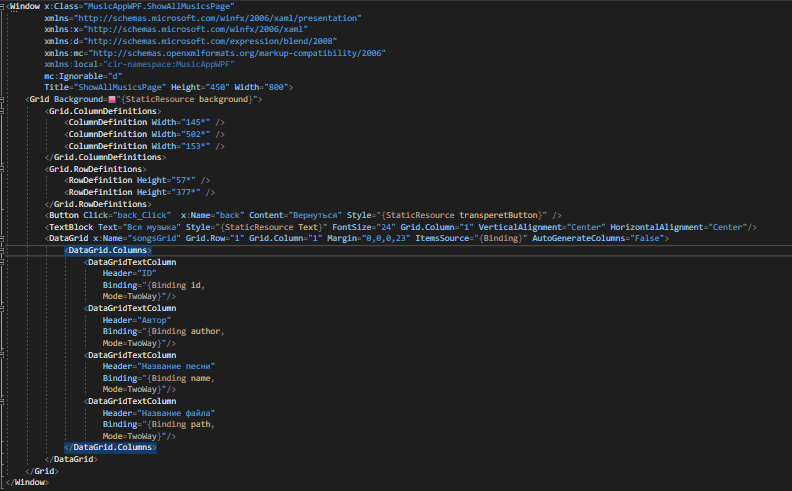 <Window x:Class="MusicAppWPF.ShowAllMusicsPage"
xmlns="http://schemas.microsoft.com/winfx/2006/xaml/presentation"
xmlns:x="http://schemas.microsoft.com/winfx/2006/xaml"
xmlns:d="http://schemas.microsoft.com/expression/blend/2008"
xmlns:mc="http://schemas.openxmlformats.org/markup-compatibility/2006"
xmlns:local="clr-namespace:MusicAppWPF"
mc:Ignorable="d"
Title="ShowAllMusicsPage" Height="450" Width="800">
<Grid Background="{StaticResource background}">
<Grid.ColumnDefinitions>
<ColumnDefinition Width="145*" />
<ColumnDefinition Width="502*" />
<ColumnDefinition Width="153*" />
</Grid.ColumnDefinitions>
<Grid.RowDefinitions>
<RowDefinition Height="57*" />
<RowDefinition Height="377*" />
</Grid.RowDefinitions>
<Button Click="back_Click"  x:Name="back" Content="Вернуться" Style="{StaticResource transperetButton}" />
<TextBlock Text="Вся музыка" Style="{StaticResource Text}" FontSize="24" Grid.Column="1" VerticalAlignment="Center" HorizontalAlignment="Center"/>
<DataGrid x:Name="songsGrid" Grid.Row="1" Grid.Column="1" Margin="0,0,0,23" ItemsSource="{Binding}" AutoGenerateColumns="False">
<DataGrid.Columns>
<DataGridTextColumn
Header="ID"
Binding="{Binding id,
Mode=TwoWay}"/>
<DataGridTextColumn
Header="Автор"
Binding="{Binding author,
Mode=TwoWay}"/>
<DataGridTextColumn
Header="Название песни"
Binding="{Binding name,
Mode=TwoWay}"/>
<DataGridTextColumn
Header="Название файла"
Binding="{Binding path,
Mode=TwoWay}"/>
</DataGrid.Columns>
</DataGrid>
</Grid>
</Window>